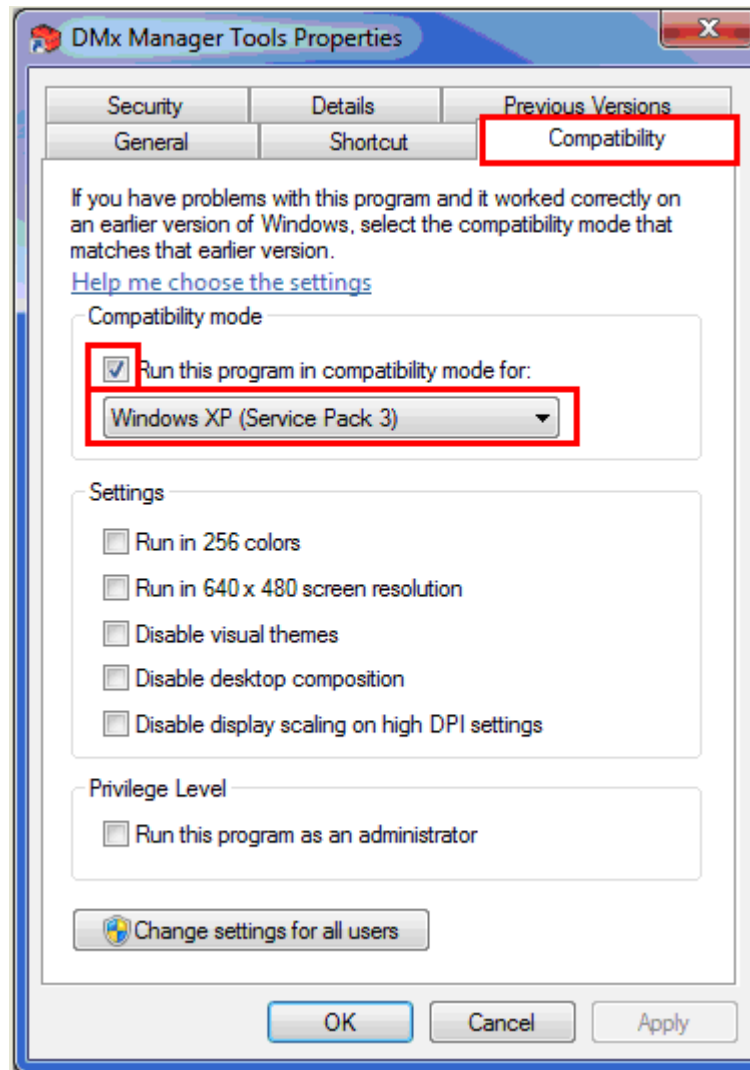 DMx Manager Tools Properties
Security Details Previous Versions
General Shortcut Compatibility
If you have problems with this program and it worked correctly on
an earlier version of Windows, select the compatibility mode that
matches that earlier version.
Help me choose the settings
Compatibility mode
Run this program in compatibility mode for:
Windows XP (Service Pack 3)
Settings
Run in 256 colors
Run in 640 x 480 screen resolution
Disable visual themes
Disable desktop composition
Disable display scaling on high DPI settings
Privilege Level
Run this program as an administrator
Change settings for all users
OK Cancel Apply